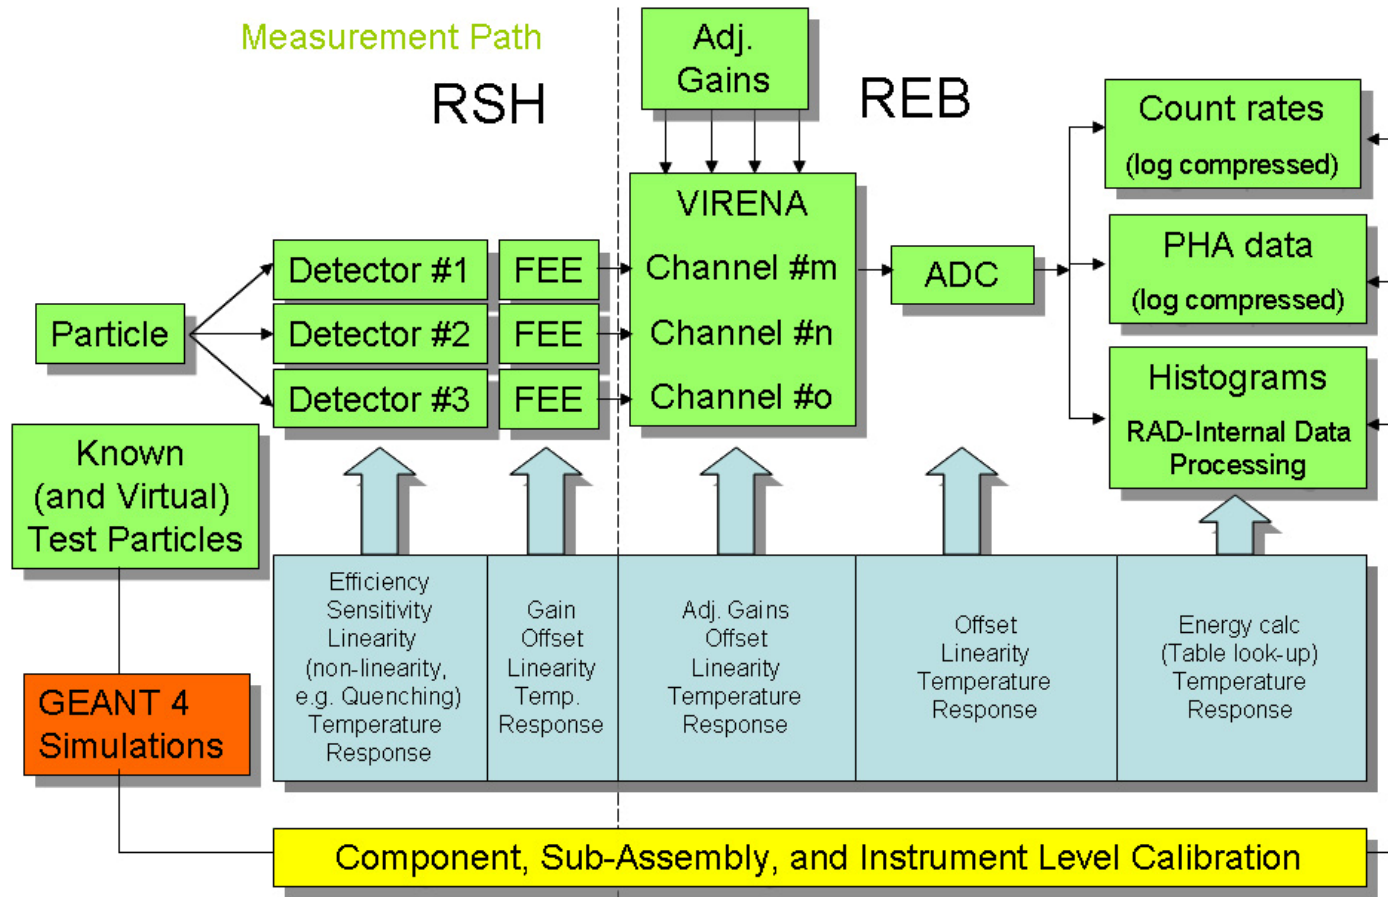 Measurement Path
RSH
Adj.
Gains
REB
Particle
Detector #1
FEE
Detector #2
FEE
Detector #3
FEE
VIRENA
Channel #m
Channel #n
Channel #o
ADC
Count rates
(log compressed)
PHA data
(log compressed)
Histograms
RAD-Internal Data
Processing
Known
(and Virtual)
Test Particles
GEANT 4
Simulations
Efficiency
Sensitivity
Linearity
(non-linearity,
e.g. Quenching)
Temperature
Response
Gain
Offset
Linearity
Temp.
Response
Adj. Gains
Offset
Linearity
Temperature
Response
Offset
Linearity
Temperature
Response
Energy calc
(Table look-up)
Temperature
Response
Component, Sub-Assembly, and Instrument Level Calibration